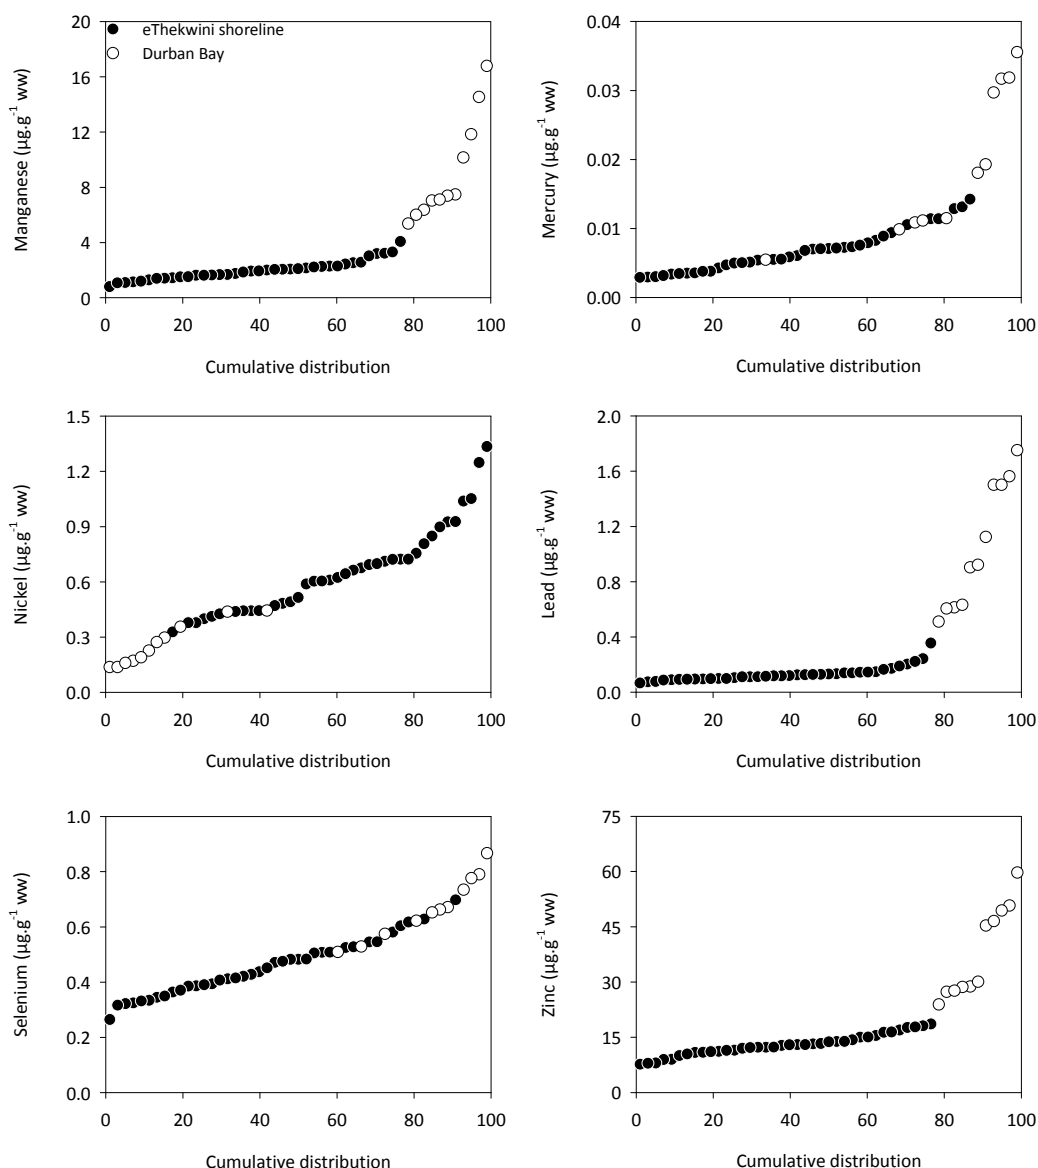 20
16
12
8
4
0
Manganese (µg.g⁻¹ ww)
eThekwini shoreline
Durban Bay
0 20 40 60 80 100
Cumulative distribution
0.04
0.03
0.02
0.01
0.00
Mercury (µg.g⁻¹ ww)
0 20 40 60 80 100
Cumulative distribution
1.5
1.2
0.9
0.6
0.3
0.0
Nickel (µg.g⁻¹ ww)
0 20 40 60 80 100
Cumulative distribution
2.0
1.6
1.2
0.8
0.4
0.0
Lead (µg.g⁻¹ ww)
0 20 40 60 80 100
Cumulative distribution
1.0
0.8
0.6
0.4
0.2
0.0
Selenium (µg.g⁻¹ ww)
0 20 40 60 80 100
Cumulative distribution
75
60
45
30
15
0
Zinc (µg.g⁻¹ ww)
0 20 40 60 80 100
Cumulative distribution